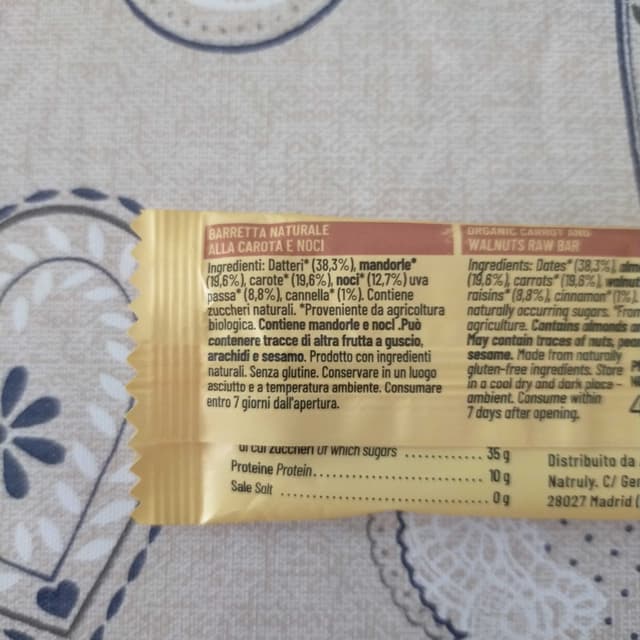 BARRETTA NATURALE
ALLA CAROTA E NOCI
Ingredienti: Datteri* (38,3%), mandorle*
(19,6%), carote* (19,6%), noci* (12,7%) uva
passa* (8,8%), cannella* (1%). Contiene
zuccheri naturali. *Proveniente da agricoltura
biologica. Contiene mandorle e noci .Può
contenere tracce di altra frutta a guscio,
arachidi e sesamo. Prodotto con ingredienti
naturali. Senza glutine. Conservare in un luogo
asciutto e a temperatura ambiente. Consumare
entro 7 giorni dall'apertura.
ORGANIC CARROT AND
WALNUTS RAW BAR
Ingredients: Dates* (38,3%),
(19,6%), carrots* (19,6%),
raisins* (8,8%), cinnamon* (1%).
naturally occurring sugars. *From
agriculture. Contains almonds
May contain traces of nuts,
sesame. Made from naturally
gluten-free ingredients. Store
in a cool dry and dark place -
ambient. Consume within
7 days after opening.
di cui zuccheri Of which sugars 35 g
Proteine Protein 10 g
Sale Salt 0 g
Distribuito da
Natruly. C/
28027 Madrid